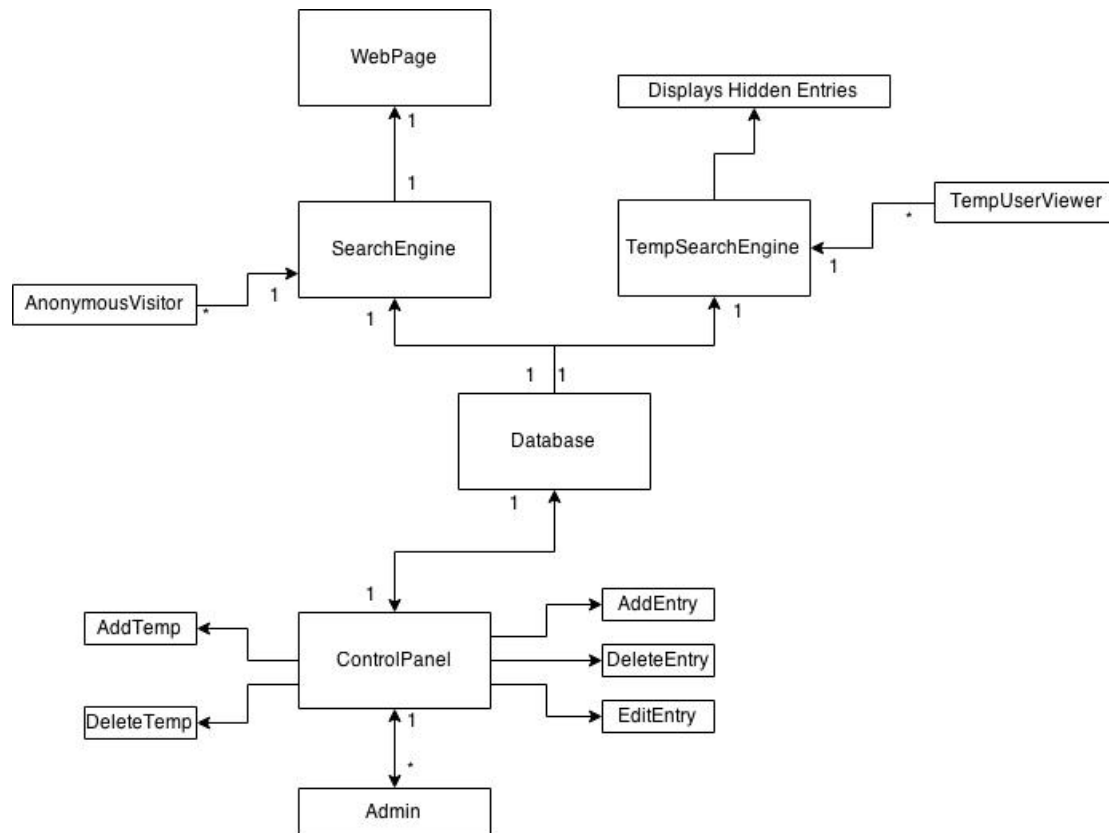 WebPage
Displays Hidden Entries
1
1
TempUserViewer
*
SearchEngine
TempSearchEngine
1
AnonymousVisitor
*
1
1
1
1
1
Database
1
1
AddTemp
AddEntry
ControlPanel
DeleteEntry
DeleteTemp
EditEntry
1
*
Admin